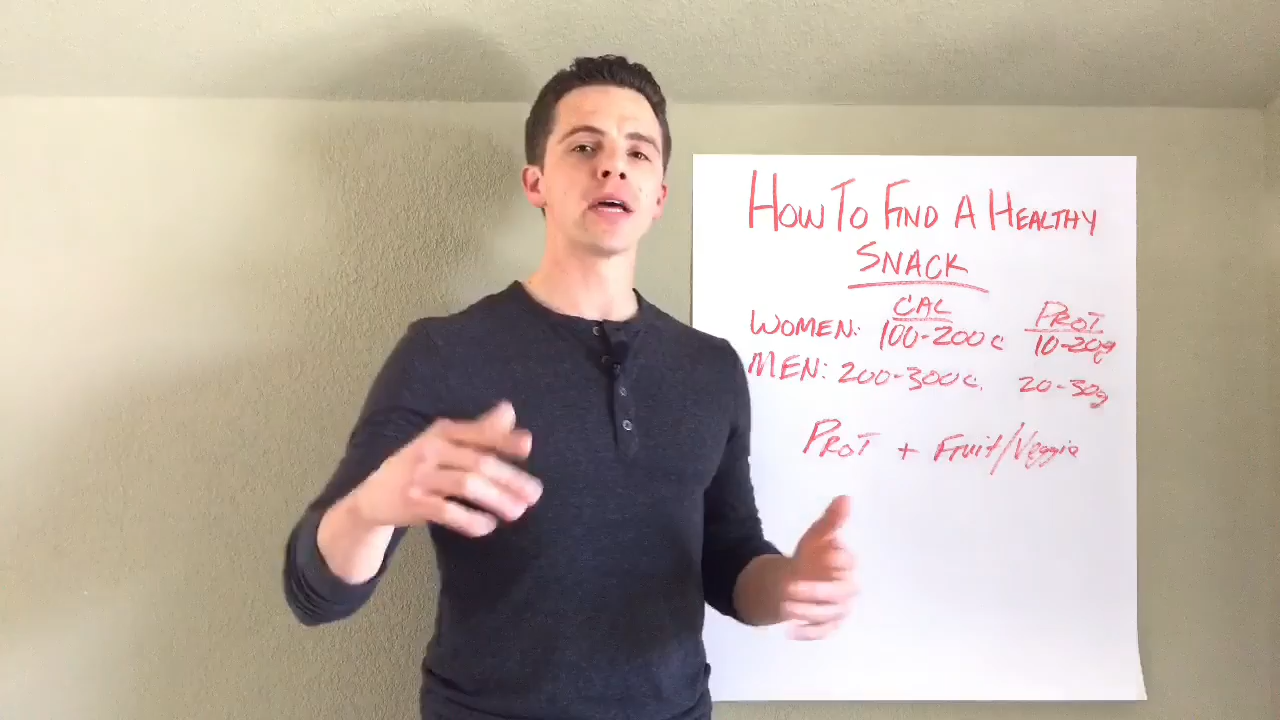 HOW TO FIND A HEALTHY
SNACK
CAL PROT
WOMEN: 100-200c 10-20g
MEN: 200-300c. 20-30g
PROT + Fruit/Veggie